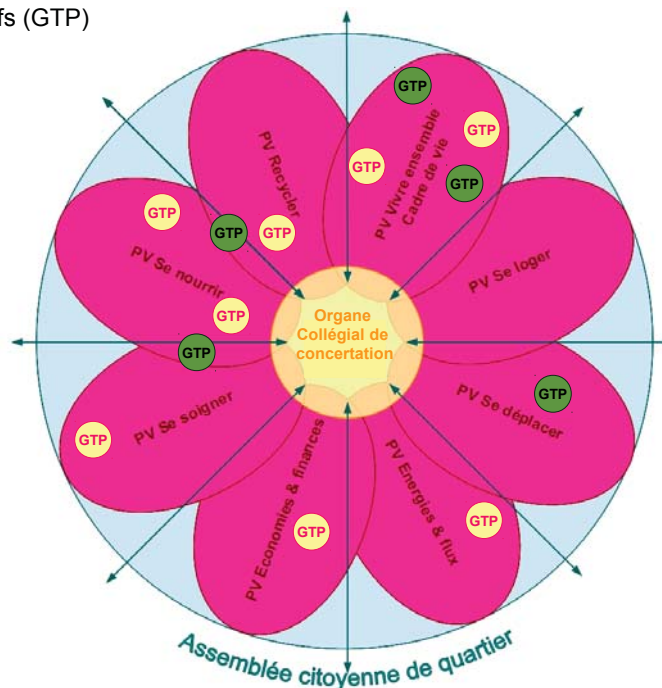 fs (GTP)
GTP
GTP
GTP
GTP
PV Vivre ensemble
Cadre de vie
PV Recycler
GTP
GTP
GTP
PV Se nourrir
GTP
PV Se loger
Organe
Collégial de
concertation
GTP
PV Se soigner
GTP
PV Se déplacer
GTP
PV Economies & finances
GTP
PV Energies & flux
GTP
Assemblée citoyenne de quartier